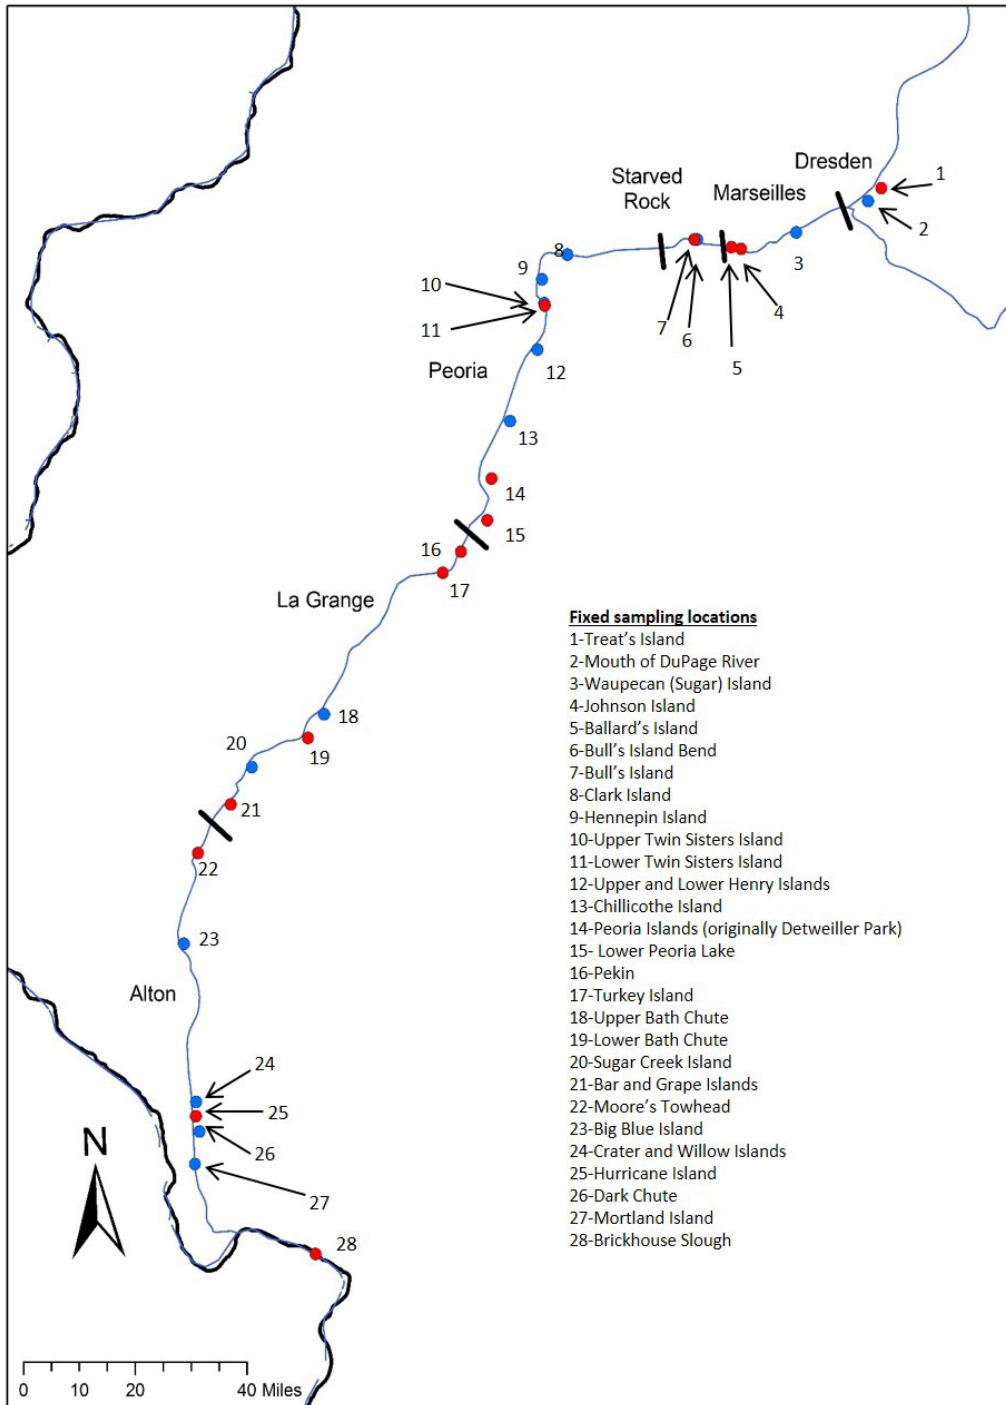 Dresden
1
Starved
Rock
Marseilles
2
3
8
9
10
11
7
6
4
5
Peoria
12
13
14
15
16
17
La Grange
18
19
20
21
22
23
Alton
24
25
26
27
28
N
0 10 20 40 Miles
Fixed sampling locations
1-Treat's Island
2-Mouth of DuPage River
3-Waupecan (Sugar) Island
4-Johnson Island
5-Ballard's Island
6-Bull's Island Bend
7-Bull's Island
8-Clark Island
9-Hennepin Island
10-Upper Twin Sisters Island
11-Lower Twin Sisters Island
12-Upper and Lower Henry Islands
13-Chillicothe Island
14-Peoria Islands (originally Detweiller Park)
15- Lower Peoria Lake
16-Pekin
17-Turkey Island
18-Upper Bath Chute
19-Lower Bath Chute
20-Sugar Creek Island
21-Bar and Grape Islands
22-Moore's Towhead
23-Big Blue Island
24-Crater and Willow Islands
25-Hurricane Island
26-Dark Chute
27-Mortland Island
28-Brickhouse Slough